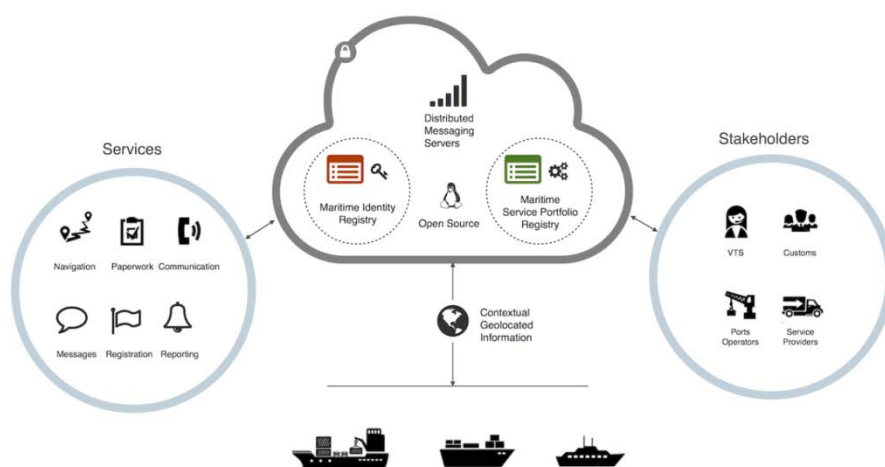 Distributed
Messaging
Servers
Maritime Identity
Registry
Open Source
Maritime
Service Portfolio
Registry
Services
Navigation
Paperwork
Communication
Messages
Registration
Reporting
Stakeholders
VTS
Customs
Ports
Operators
Service
Providers
Contextual
Geolocated
Information